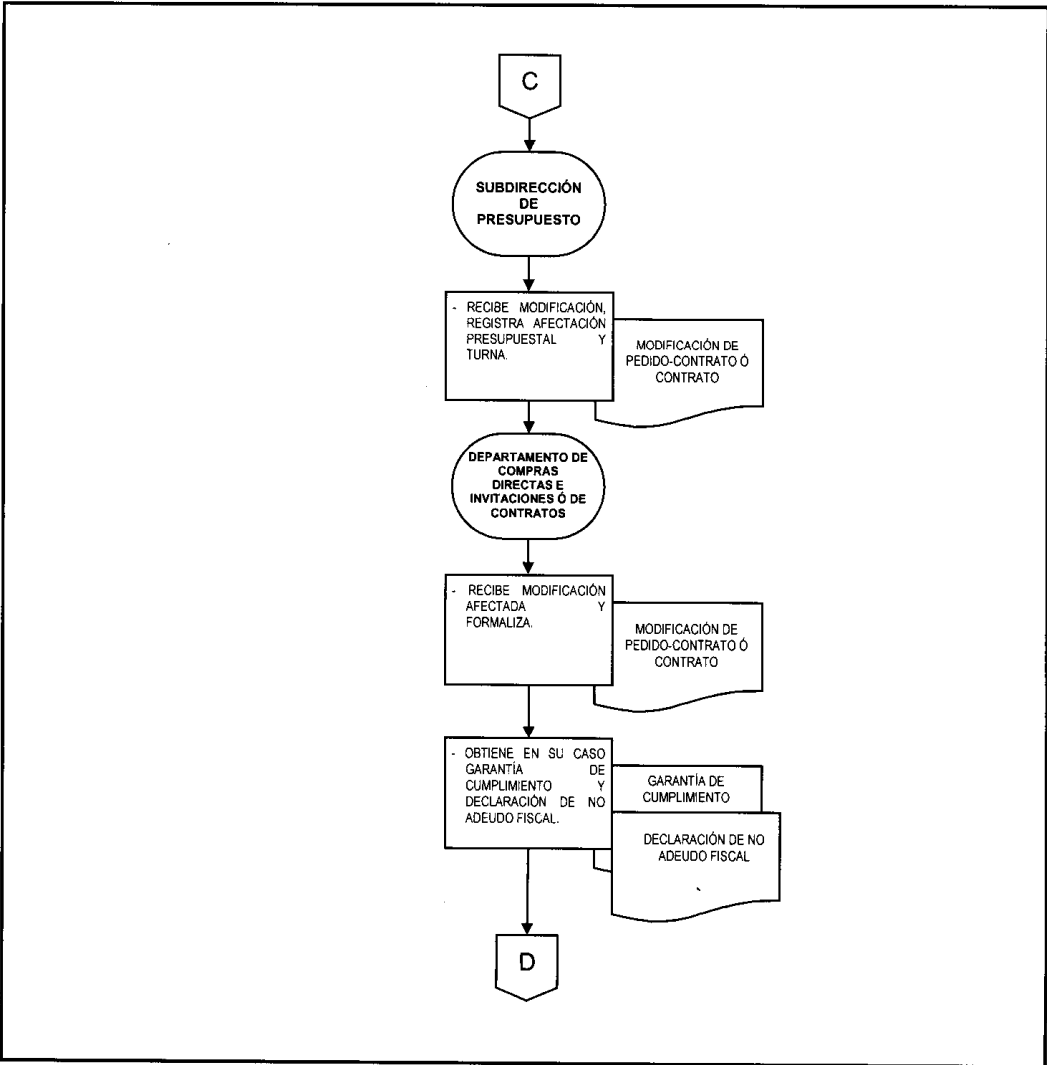 C
SUBDIRECCIÓN
DE
PRESUPUESTO
- RECIBE MODIFICACIÓN,
REGISTRA AFECTACIÓN
PRESUPUESTAL Y
TURNA.
MODIFICACIÓN DE
PEDIDO-CONTRATO Ó
CONTRATO
DEPARTAMENTO DE
COMPRAS
DIRECTAS E
INVITACIONES Ó DE
CONTRATOS
- RECIBE MODIFICACIÓN
AFECTADA Y
FORMALIZA.
MODIFICACIÓN DE
PEDIDO-CONTRATO Ó
CONTRATO
- OBTIENE EN SU CASO
GARANTÍA DE
CUMPLIMIENTO Y
DECLARACIÓN DE NO
ADEUDO FISCAL.
GARANTÍA DE
CUMPLIMIENTO
DECLARACIÓN DE NO
ADEUDO FISCAL
D